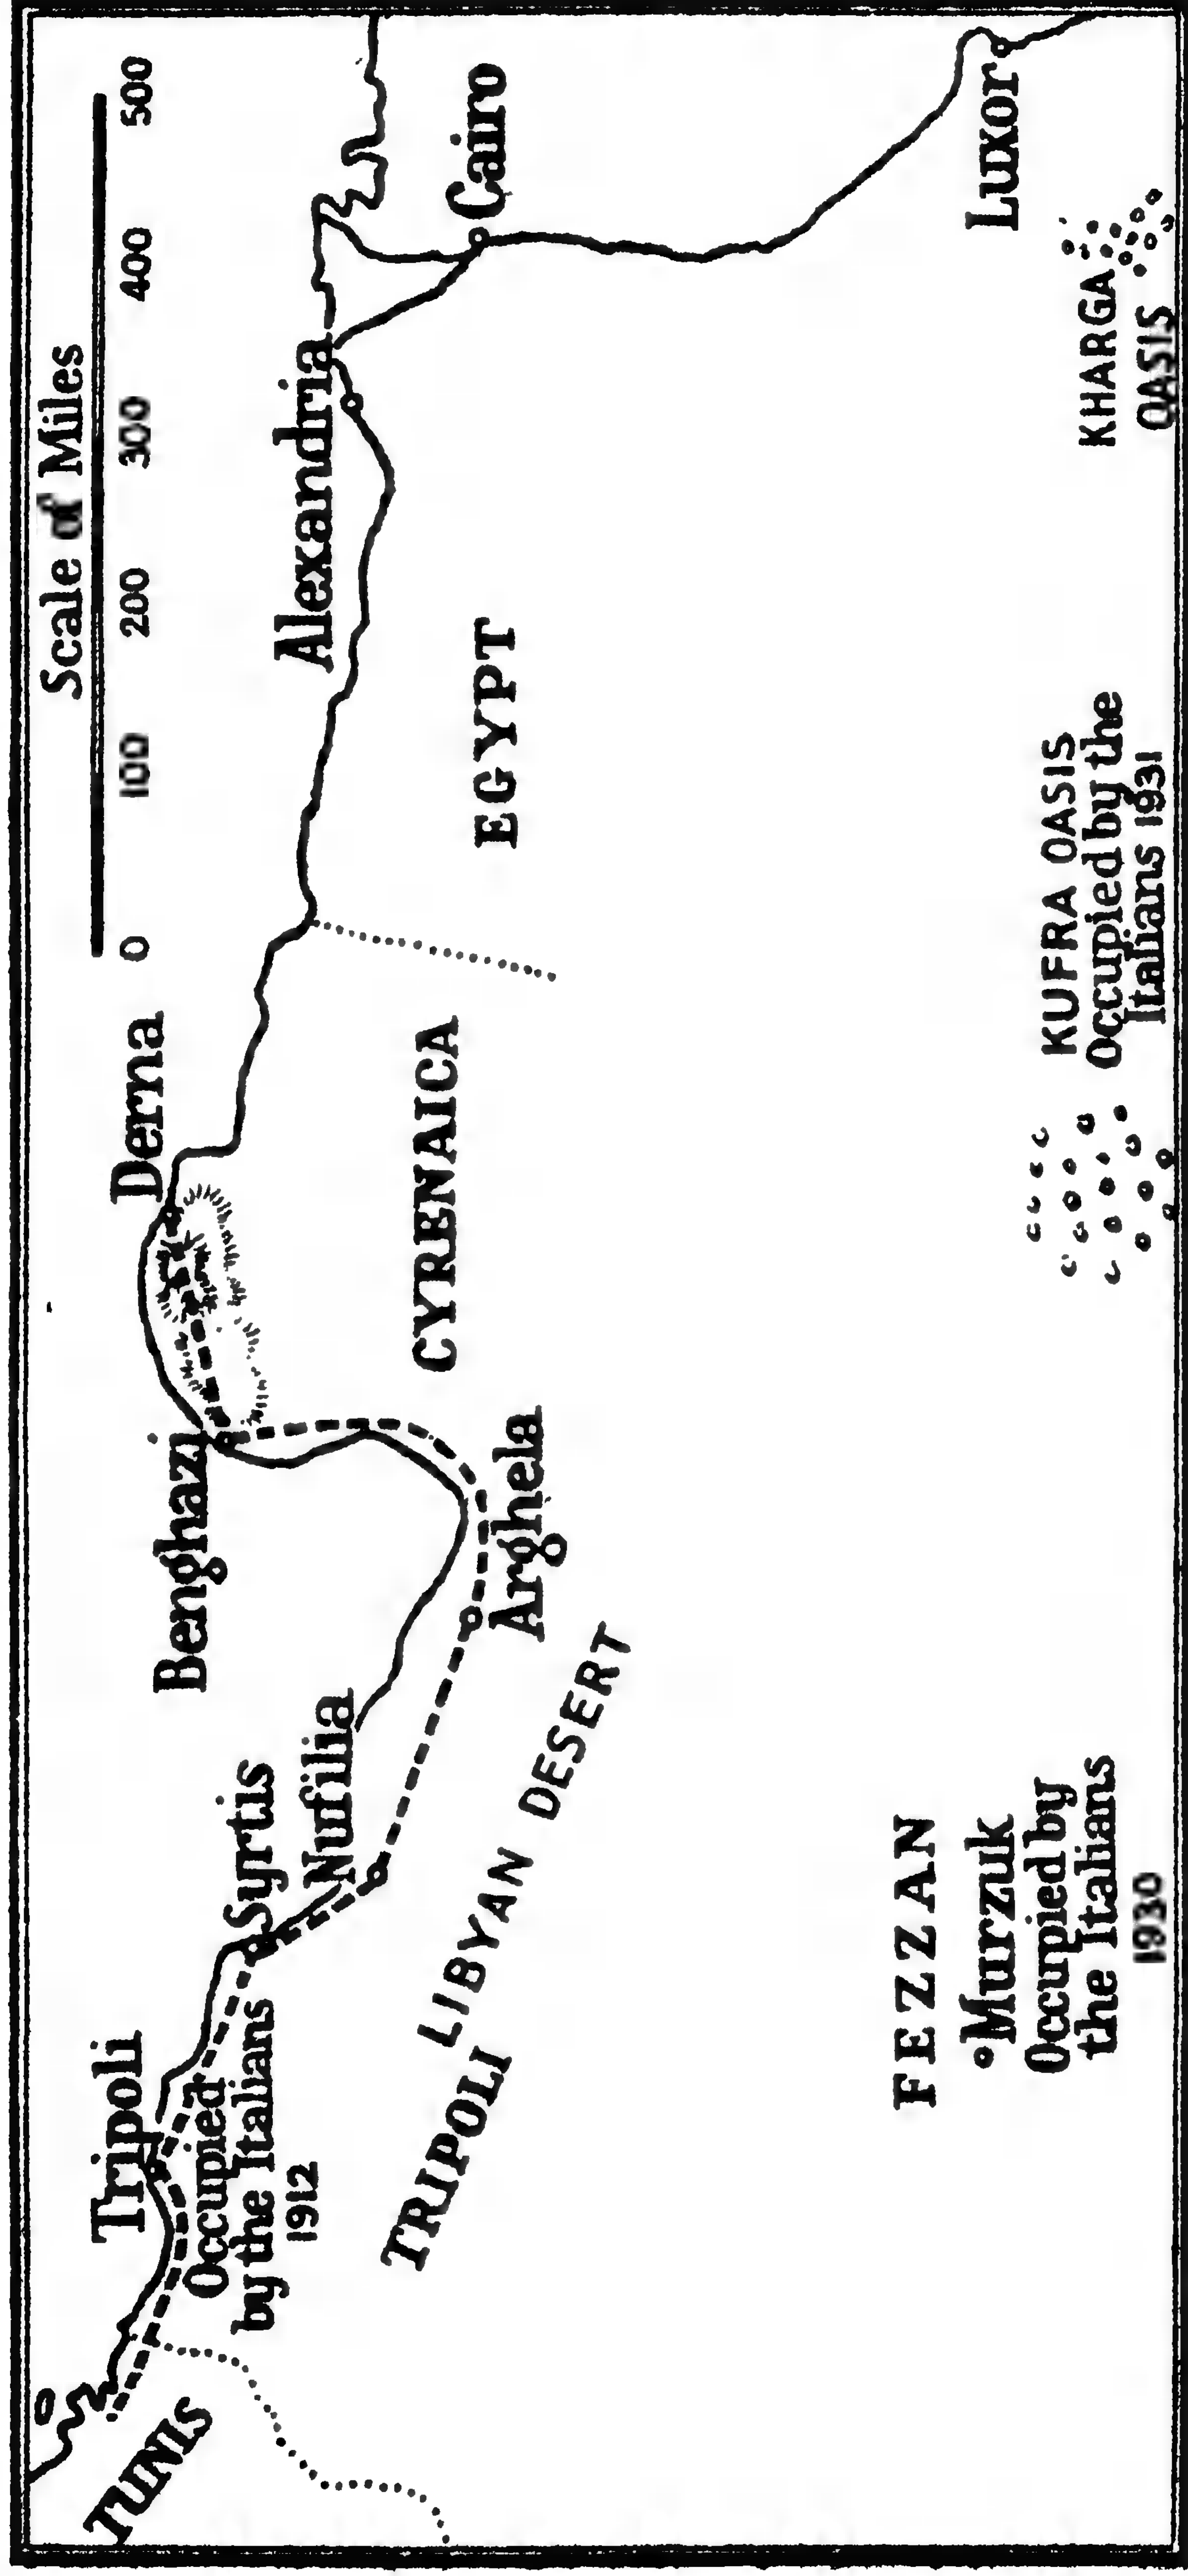 Scale of Miles
0 100 200 300 400 500
TUNIS
Tripoli
Occupied
by the Italians
1912
Syrtis
Nufilia
Benghazi
Derna
Alexandria
Cairo
Arghela
TRIPOLI
LIBYAN DESERT
CYRENAICA
EGYPT
FEZZAN
Murzuk
Occupied by
the Italians
1930
KUFRA OASIS
Occupied by the
Italians 1931
KHARGA
OASIS
Luxor